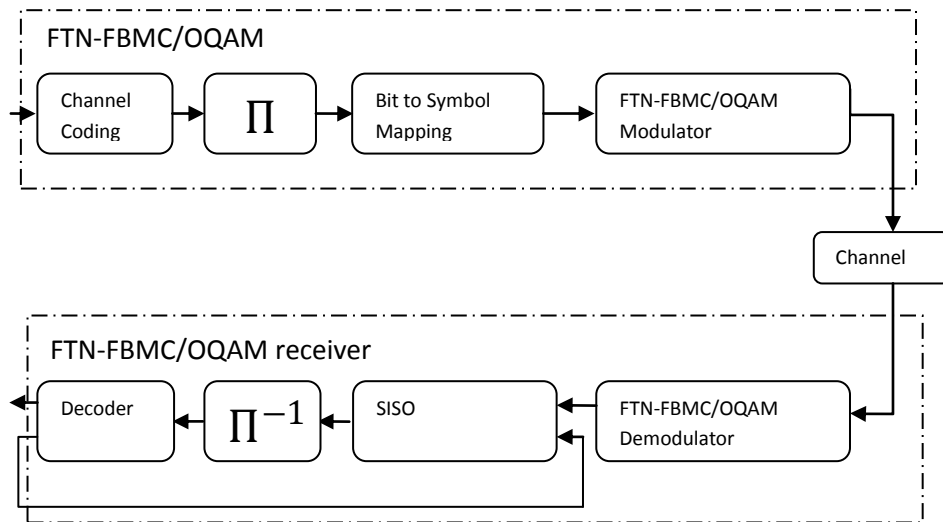 FTN-FBMC/OQAM
Channel
Coding
∏
Bit to Symbol
Mapping
FTN-FBMC/OQAM
Modulator
Channel
FTN-FBMC/OQAM receiver
Decoder
∏⁻¹
SISO
FTN-FBMC/OQAM
Demodulator